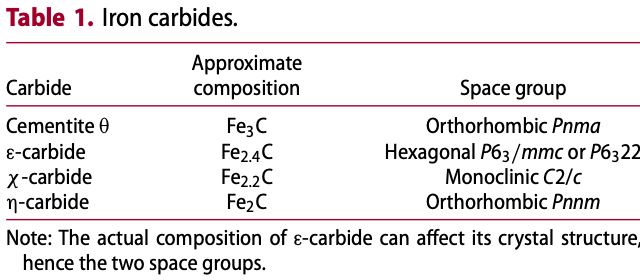 Table 1. Iron carbides.
Approximate
Carbide composition Space group
Cementite θ Fe₃C Orthorhombic Pnma
ε-carbide Fe₂.₄C Hexagonal P6₃/mmc or P6₃22
χ-carbide Fe₂.₂C Monoclinic C2/c
η-carbide Fe₂C Orthorhombic Pnnm
Note: The actual composition of ε-carbide can affect its crystal structure,
hence the two space groups.